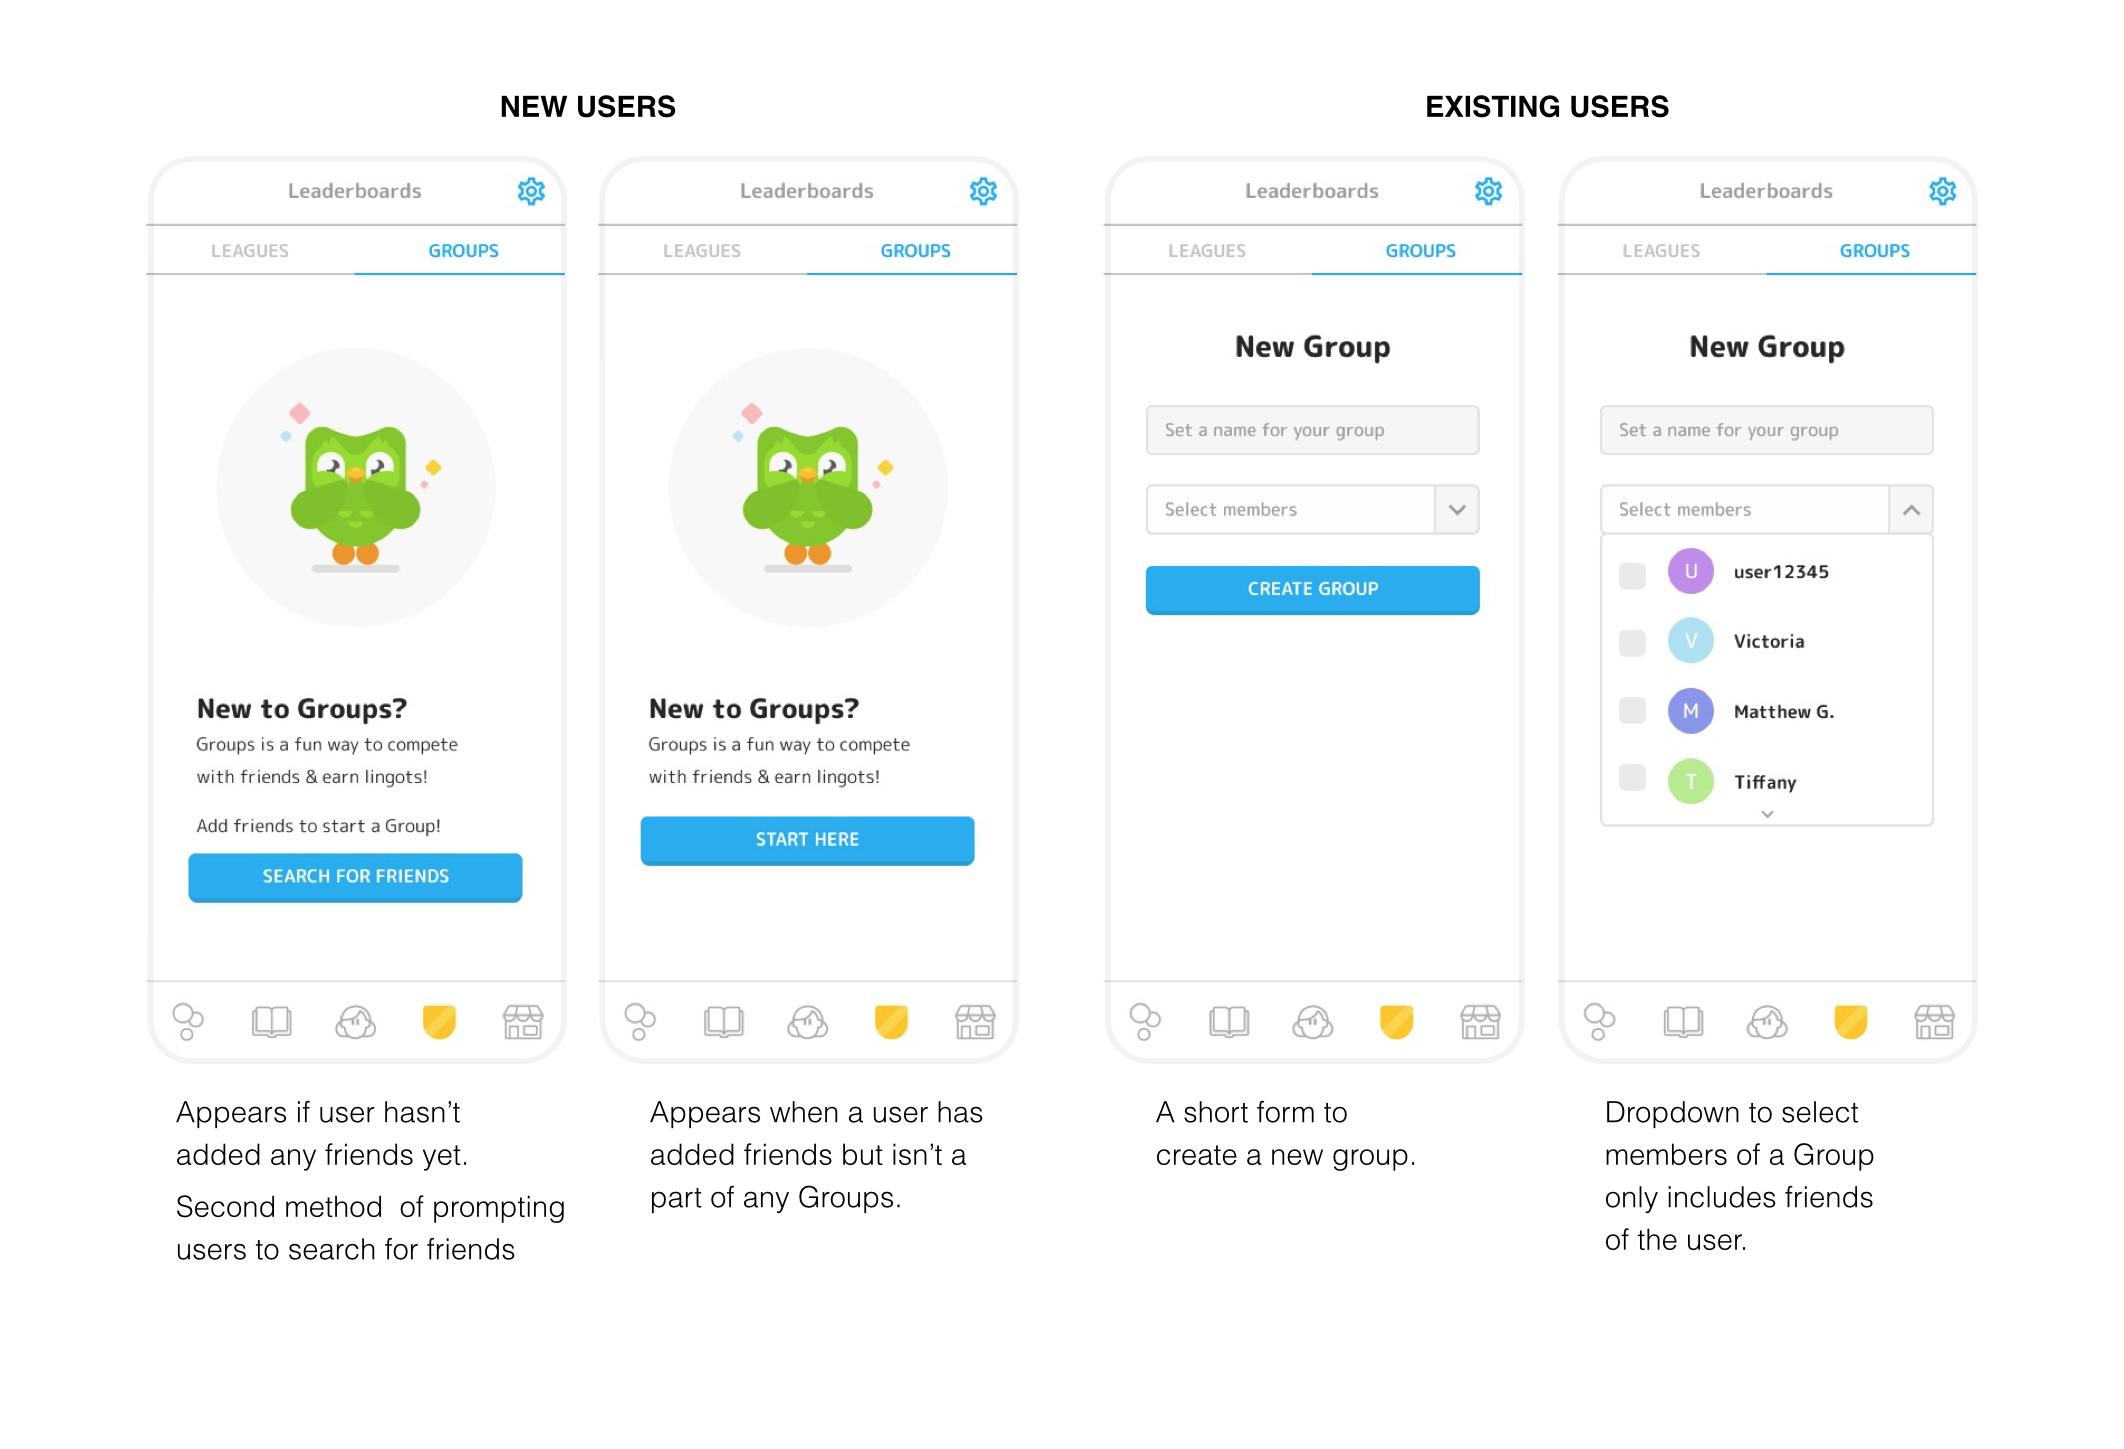 NEW USERS
EXISTING USERS
Leaderboards
LEAGUES
GROUPS
New to Groups?
Groups is a fun way to compete
with friends & earn lingots!
Add friends to start a Group!
SEARCH FOR FRIENDS
Appears if user hasn’t
added any friends yet.
Second method  of prompting
users to search for friends
Leaderboards
LEAGUES
GROUPS
New to Groups?
Groups is a fun way to compete
with friends & earn lingots!
START HERE
Appears when a user has
added friends but isn’t a
part of any Groups.
Leaderboards
LEAGUES
GROUPS
New Group
Set a name for your group
Select members
CREATE GROUP
A short form to
create a new group.
Leaderboards
LEAGUES
GROUPS
New Group
Set a name for your group
Select members
U user12345
V Victoria
M Matthew G.
T Tiffany
Dropdown to select
members of a Group
only includes friends
of the user.